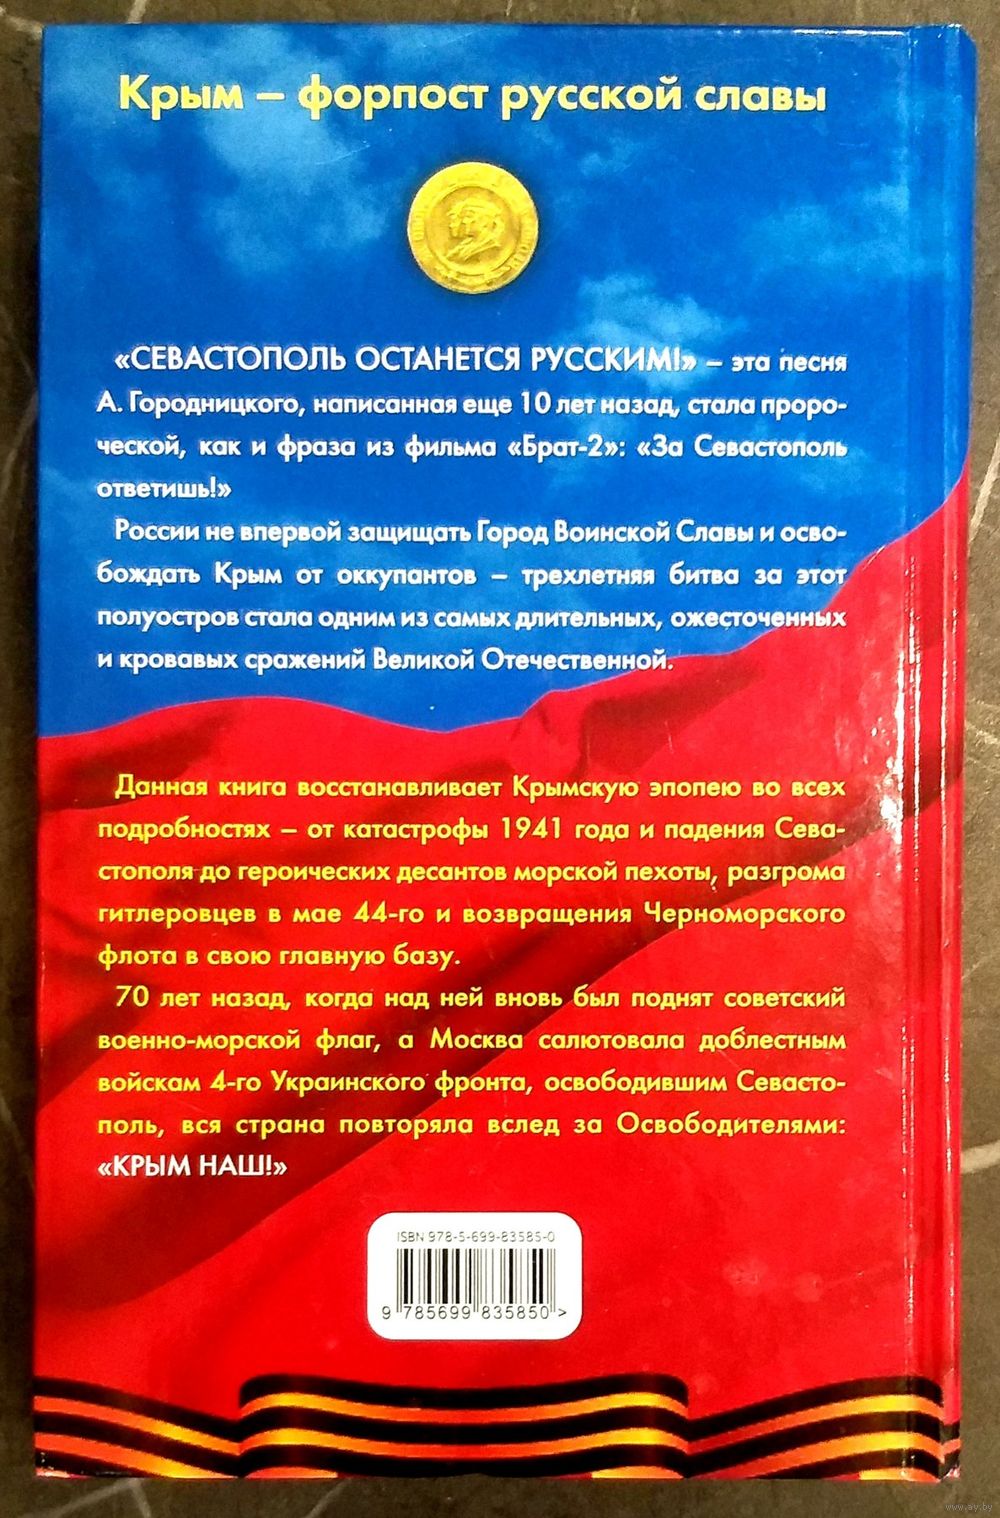 Крым – форпост русской славы
«СЕВАСТОПОЛЬ ОСТАНЕТСЯ РУССКИМ!» – эта песня
А. Городницкого, написанная еще 10 лет назад, стала проро-
ческой, как и фраза из фильма «Брат-2»: «За Севастополь
ответишь!»
России не впервой защищать Город Воинской Славы и осво-
бождать Крым от оккупантов – трехлетняя битва за этот
полуостров стала одним из самых длительных, ожесточенных
и кровавых сражений Великой Отечественной.
Данная книга восстанавливает Крымскую эпопею во всех
подробностях – от катастрофы 1941 года и падения Сева-
стополя до героических десантов морской пехоты, разгрома
гитлеровцев в мае 44-го и возвращения Черноморского
флота в свою главную базу.
70 лет назад, когда над ней вновь был поднят советский
военно-морской флаг, а Москва салютовала доблестным
войскам 4-го Украинского фронта, освободившим Севасто-
поль, вся страна повторяла вслед за Освободителями:
«КРЫМ НАШ!»
ISBN 978-5-699-83585-0
9 785699 835850 >
www.ay.by